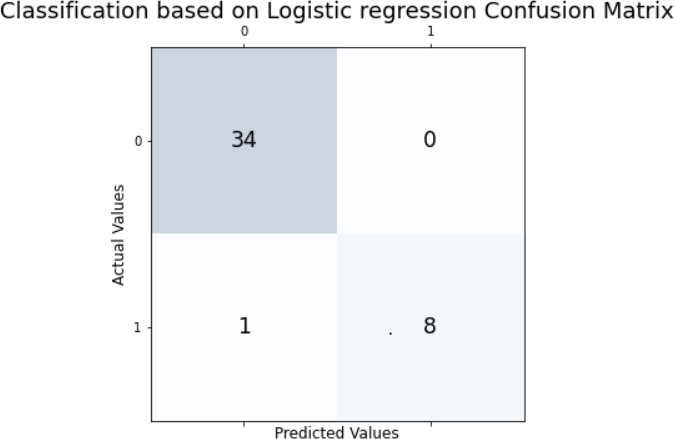 Classification based on Logistic regression Confusion Matrix
0 1
0 34 0
Actual Values
1 1 8
Predicted Values